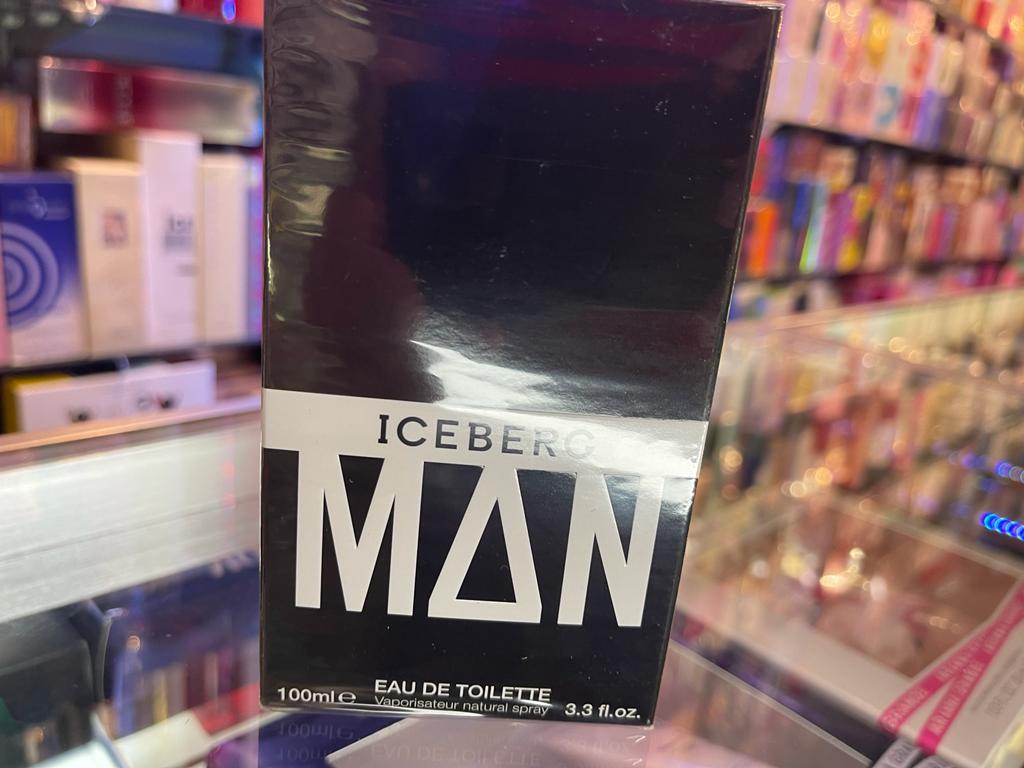 ICEBERG
MAN
100ml ℮
EAU DE TOILETTE
Vaporisateur natural spray
3.3 fl.oz.